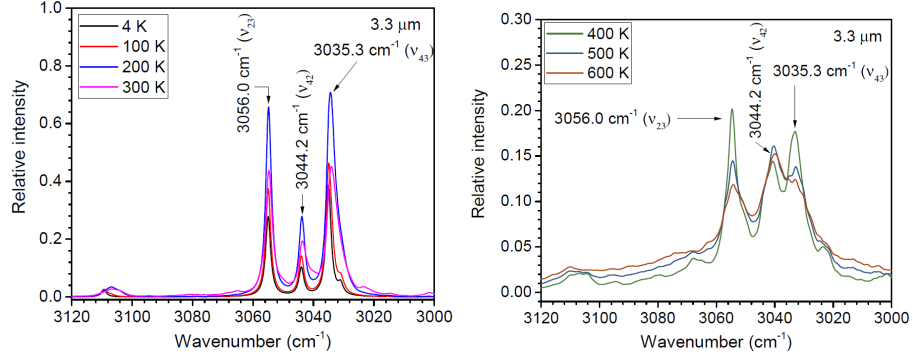 4 K
100 K
200 K
300 K
3.3 μm
3056.0 cm⁻¹ (ν₂₃)
3044.2 cm⁻¹ (ν₄₂)
3035.3 cm⁻¹ (ν₄₃)
Relative intensity
1.0
0.8
0.6
0.4
0.2
0.0
3120 3100 3080 3060 3040 3020 3000
Wavenumber (cm⁻¹)
400 K
500 K
600 K
3.3 μm
3056.0 cm⁻¹ (ν₂₃)
3044.2 cm⁻¹ (ν₄₂)
3035.3 cm⁻¹ (ν₄₃)
Relative intensity
0.30
0.25
0.20
0.15
0.10
0.05
0.00
3120 3100 3080 3060 3040 3020 3000
Wavenumber (cm⁻¹)